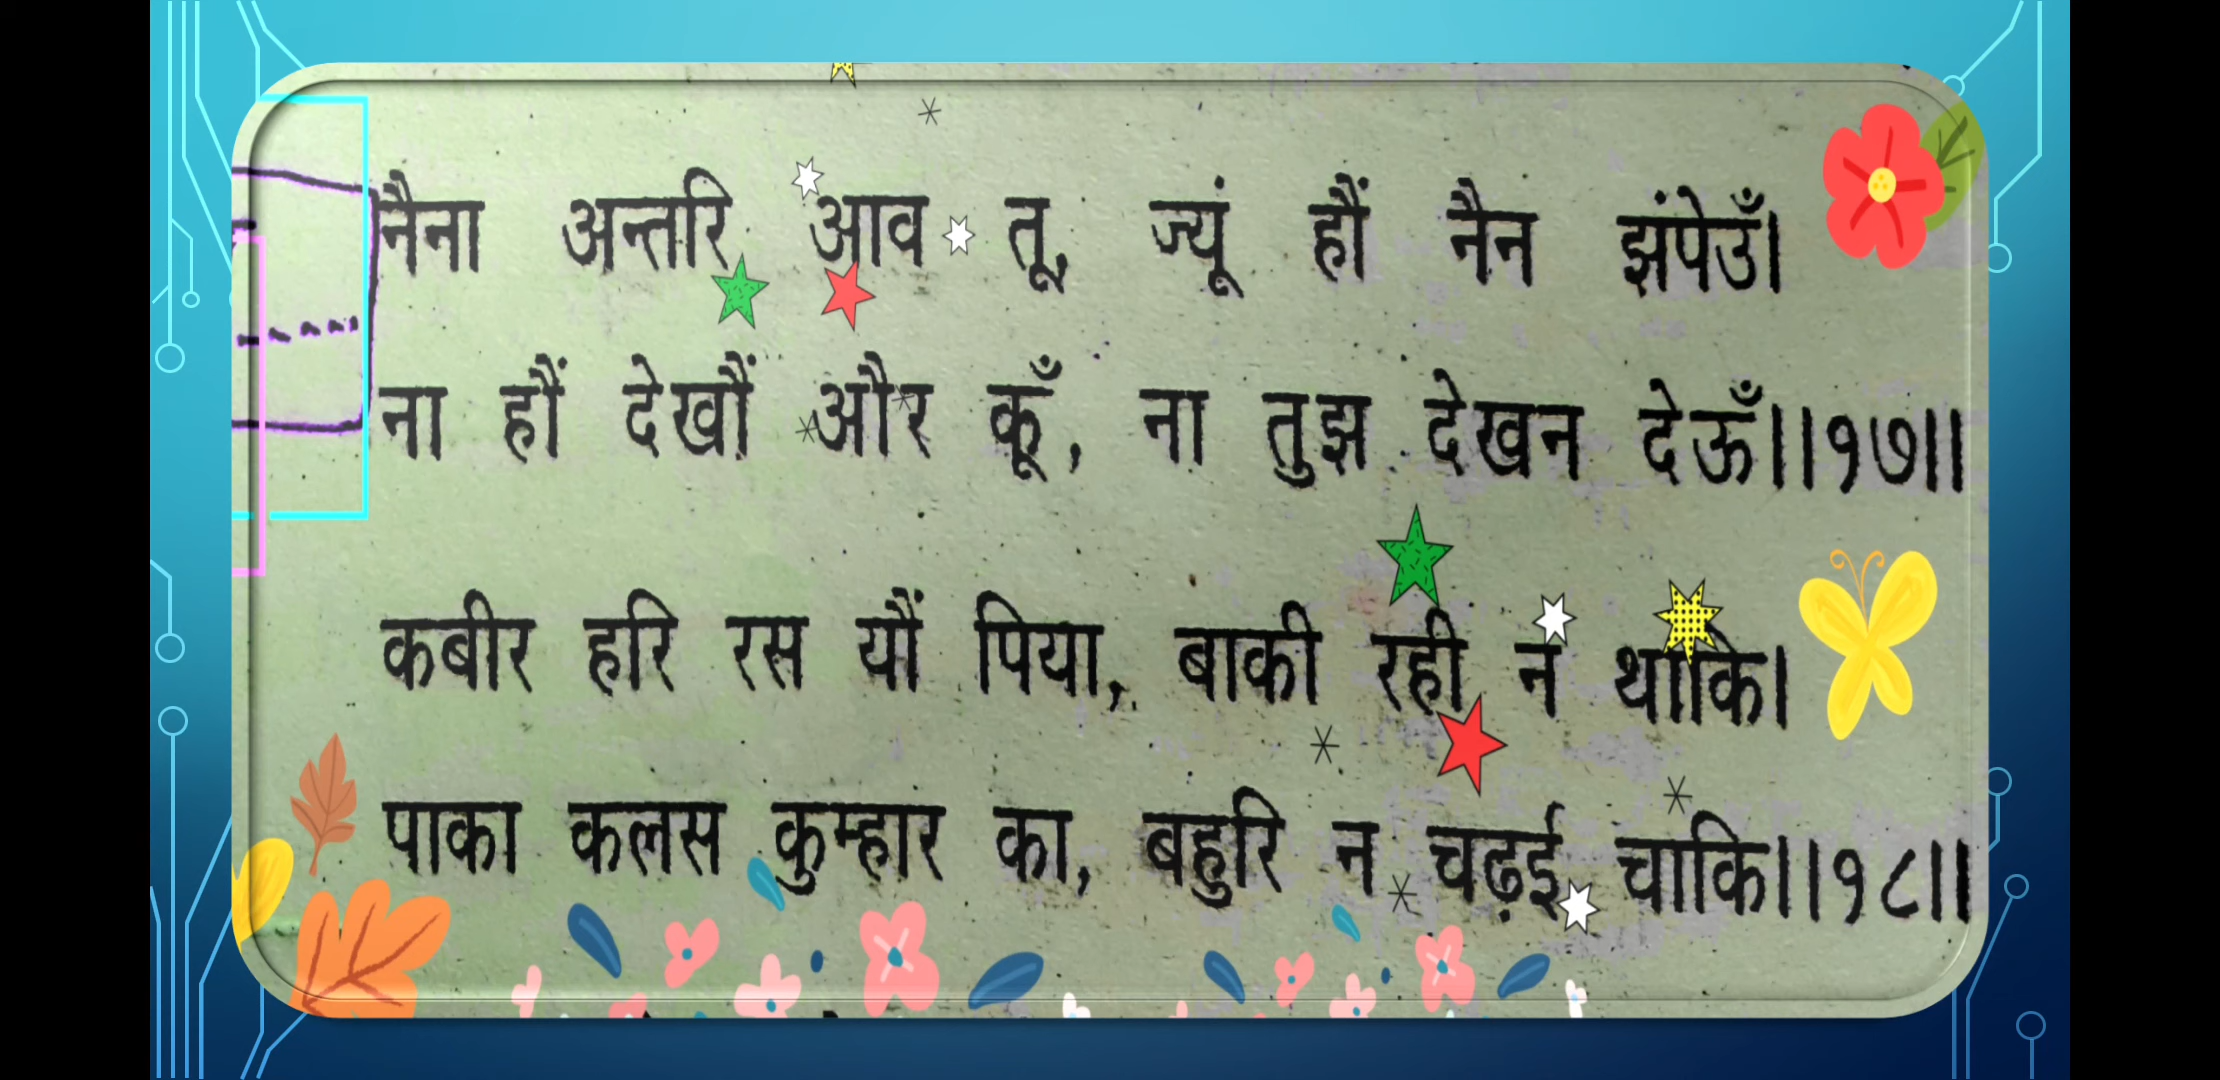 नैना अन्तरि आव तू, ज्यूं हौं नैन झंपेउँ।
ना हौं देखौं और कूँ, ना तुझ देखन देऊँ।।१७।।
कबीर हरि रस यौं पिया, बाकी रही न थाकि।
पाका कलस कुम्हार का, बहुरि न चढ़ई चाकि।।१८।।